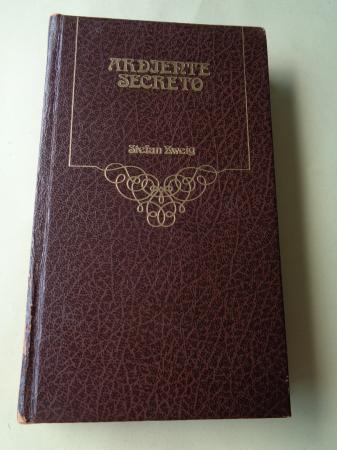 ARDIENTE
SECRETO
Stefan Zweig